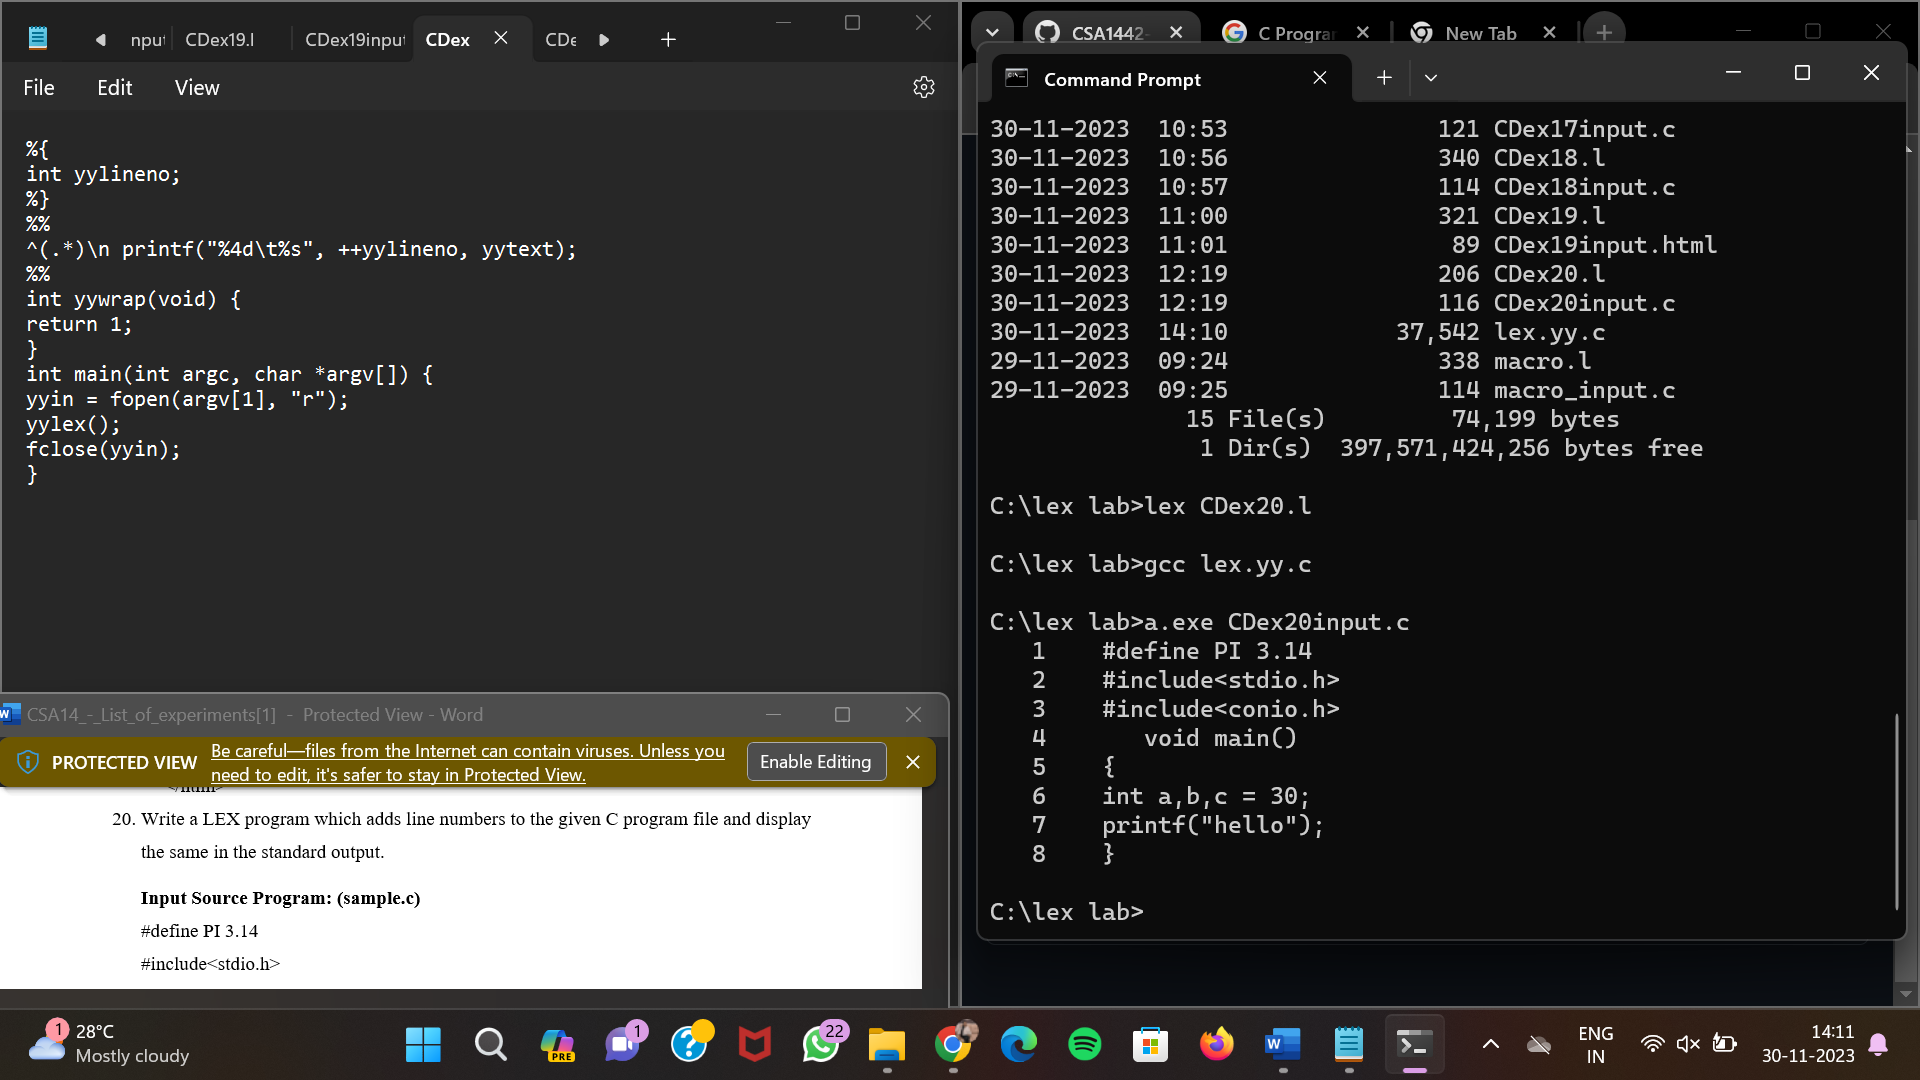 nput
CDex19.l
CDex19input
CDex
CDe
File
Edit
View
%{
int yylineno;
%}
%%
^(.*)\n printf("%4d\t%s", ++yylineno, yytext);
%%
int yywrap(void) {
return 1;
}
int main(int argc, char *argv[]) {
yyin = fopen(argv[1], "r");
yylex();
fclose(yyin);
}
CSA14_-_List_of_experiments[1] - Protected View - Word
PROTECTED VIEW
Be careful—files from the Internet can contain viruses. Unless you
need to edit, it's safer to stay in Protected View.
Enable Editing
</html>
20. Write a LEX program which adds line numbers to the given C program file and display
the same in the standard output.
Input Source Program: (sample.c)
#define PI 3.14
#include<stdio.h>
CSA1442-
C Program
New Tab
Command Prompt
30-11-2023 10:53 121 CDex17input.c
30-11-2023 10:56 340 CDex18.l
30-11-2023 10:57 114 CDex18input.c
30-11-2023 11:00 321 CDex19.l
30-11-2023 11:01 89 CDex19input.html
30-11-2023 12:19 206 CDex20.l
30-11-2023 12:19 116 CDex20input.c
30-11-2023 14:10 37,542 lex.yy.c
29-11-2023 09:24 338 macro.l
29-11-2023 09:25 114 macro_input.c
15 File(s) 74,199 bytes
1 Dir(s) 397,571,424,256 bytes free
C:\lex lab>lex CDex20.l
C:\lex lab>gcc lex.yy.c
C:\lex lab>a.exe CDex20input.c
1 #define PI 3.14
2 #include<stdio.h>
3 #include<conio.h>
4 void main()
5 {
6 int a,b,c = 30;
7 printf("hello");
8 }
C:\lex lab>
1
28°C
Mostly cloudy
PRE
1
22
ENG
IN
14:11
30-11-2023